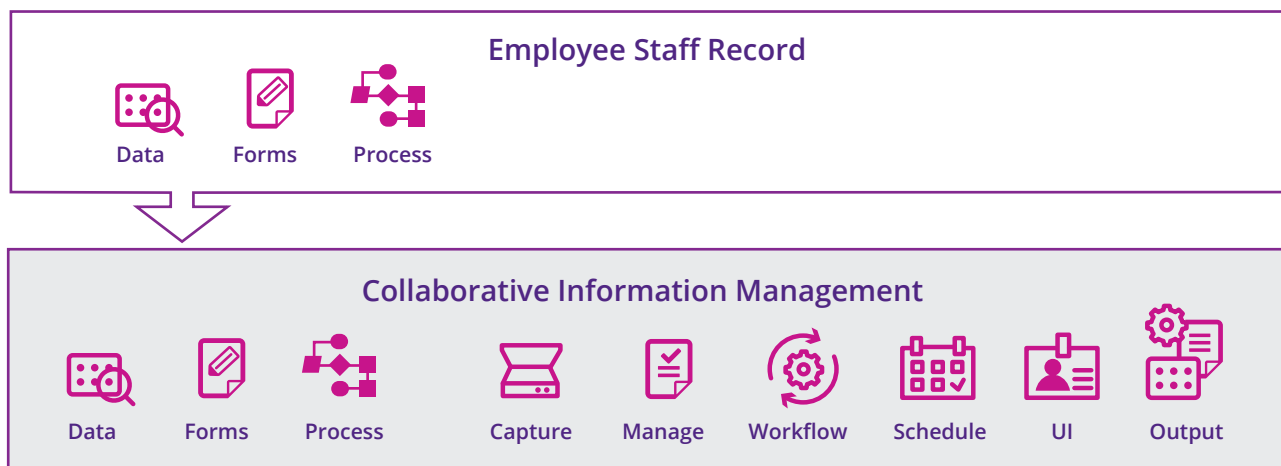 Employee Staff Record
Data Forms Process
Collaborative Information Management
Data Forms Process Capture Manage Workflow Schedule UI Output